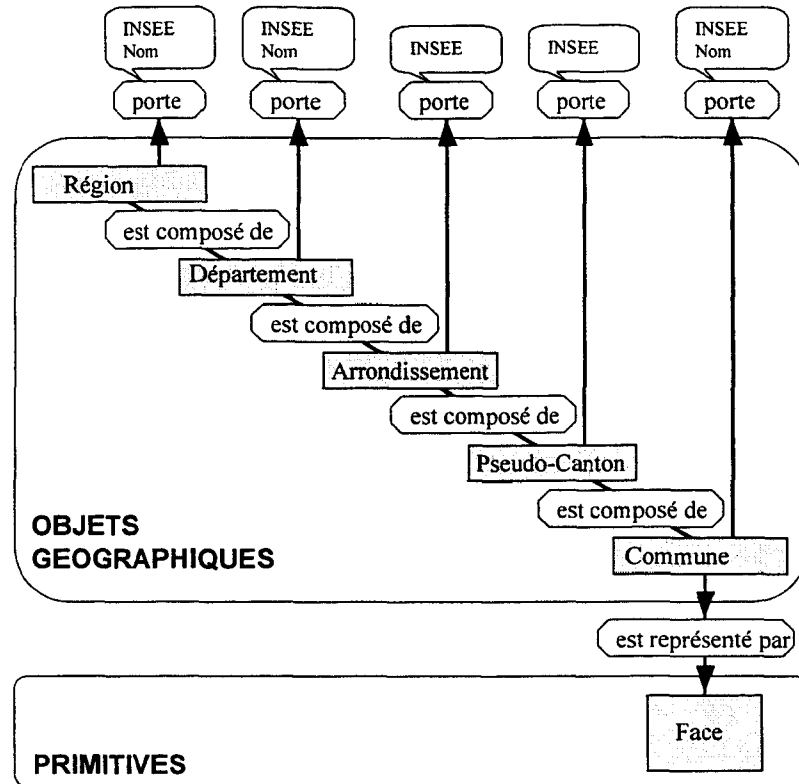 INSEE
Nom
INSEE
Nom
INSEE
INSEE
INSEE
Nom
porte
porte
porte
porte
porte
Région
est composé de
Département
est composé de
Arrondissement
est composé de
Pseudo-Canton
est composé de
Commune
OBJETS
GEOGRAPHIQUES
est représenté par
Face
PRIMITIVES